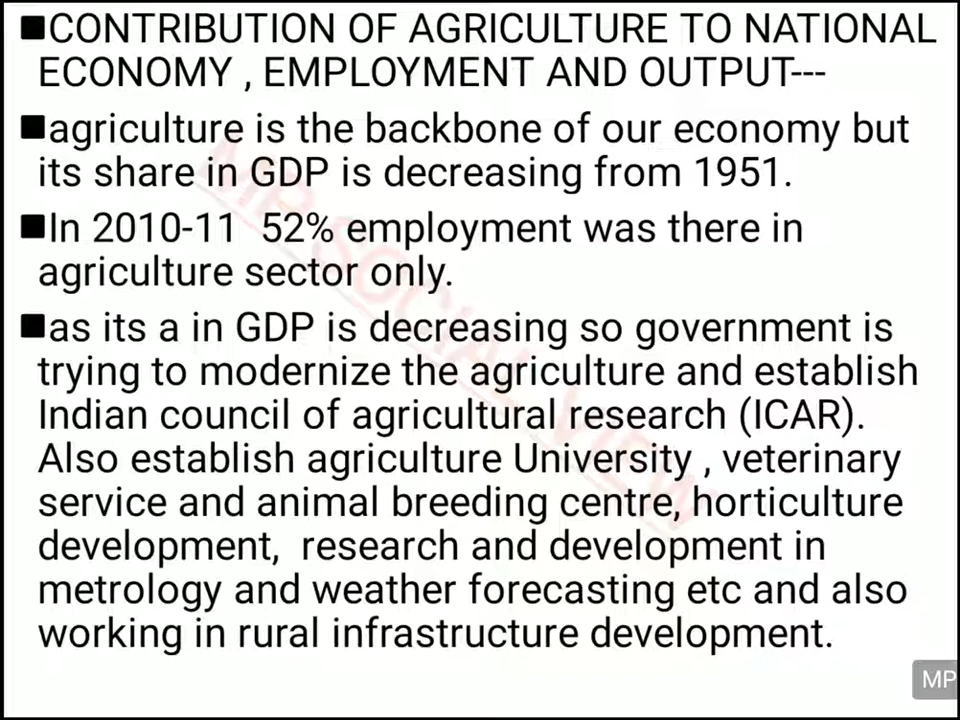 ■CONTRIBUTION OF AGRICULTURE TO NATIONAL
ECONOMY , EMPLOYMENT AND OUTPUT---
■agriculture is the backbone of our economy but
its share in GDP is decreasing from 1951.
■In 2010-11  52% employment was there in
agriculture sector only.
■as its a in GDP is decreasing so government is
trying to modernize the agriculture and establish
Indian council of agricultural research (ICAR).
Also establish agriculture University , veterinary
service and animal breeding centre, horticulture
development,  research and development in
metrology and weather forecasting etc and also
working in rural infrastructure development.
MP SOCIAL VIEW
MP